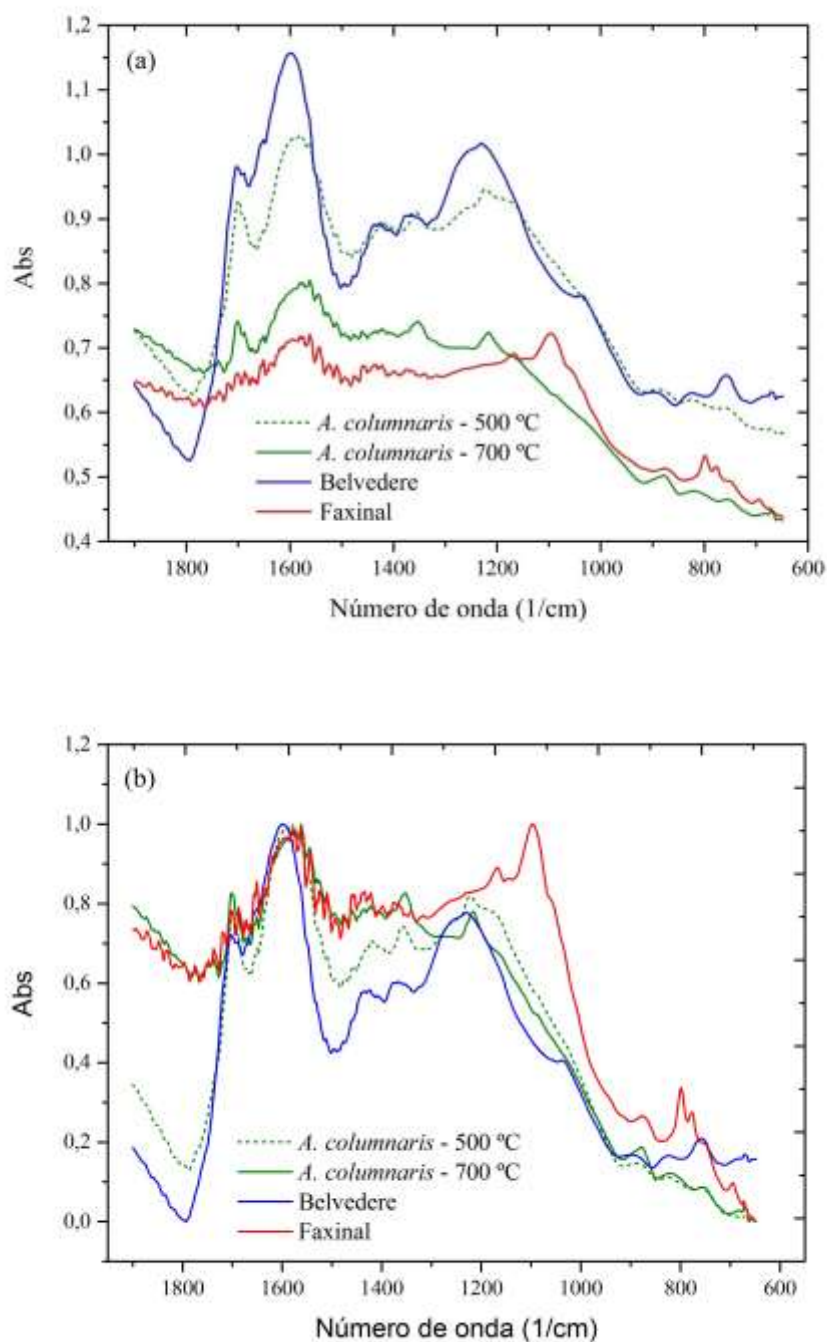 1,2
(a)
1,1
1,0
0,9
Abs
0,8
0,7
0,6
A. columnaris - 500 ºC
A. columnaris - 700 ºC
0,5
Belvedere
Faxinal
0,4
1800 1600 1400 1200 1000 800 600
Número de onda (1/cm)
1,2
(b)
1,0
0,8
Abs
0,6
0,4
A. columnaris - 500 ºC
0,2
A. columnaris - 700 ºC
Belvedere
0,0
Faxinal
1800 1600 1400 1200 1000 800 600
Número de onda (1/cm)